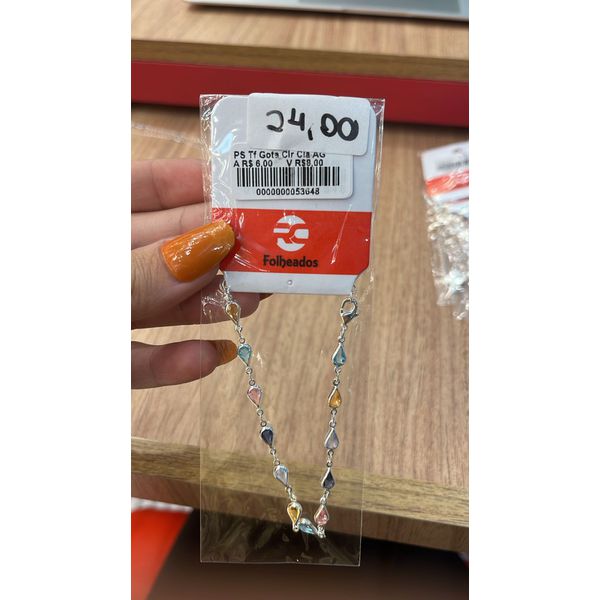 24,00
PS Tf Gota Clr Cla AG
A R$ 6,00 V R$8,00
0000000053648
Folheados